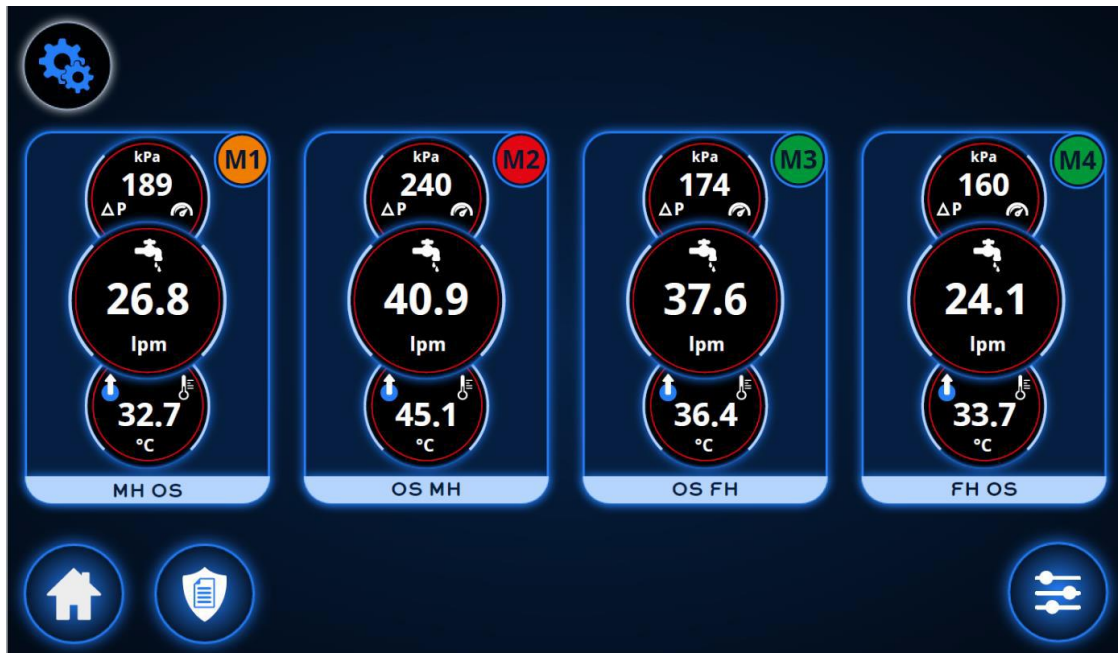 M1
kPa
189
ΔP
26.8
lpm
32.7
°C
MH OS
M2
kPa
240
ΔP
40.9
lpm
45.1
°C
OS MH
M3
kPa
174
ΔP
37.6
lpm
36.4
°C
OS FH
M4
kPa
160
ΔP
24.1
lpm
33.7
°C
FH OS